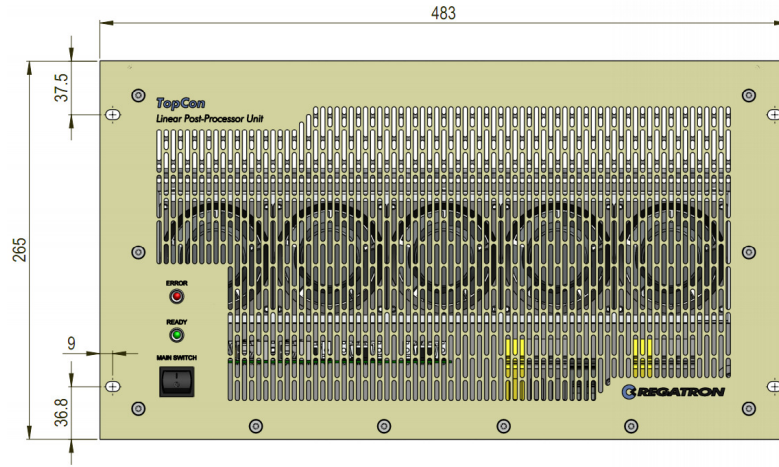 483
37.5
TopCon
Linear Post-Processor Unit
265
ERROR
READY
9
MAIN SWITCH
36.8
REGATRON